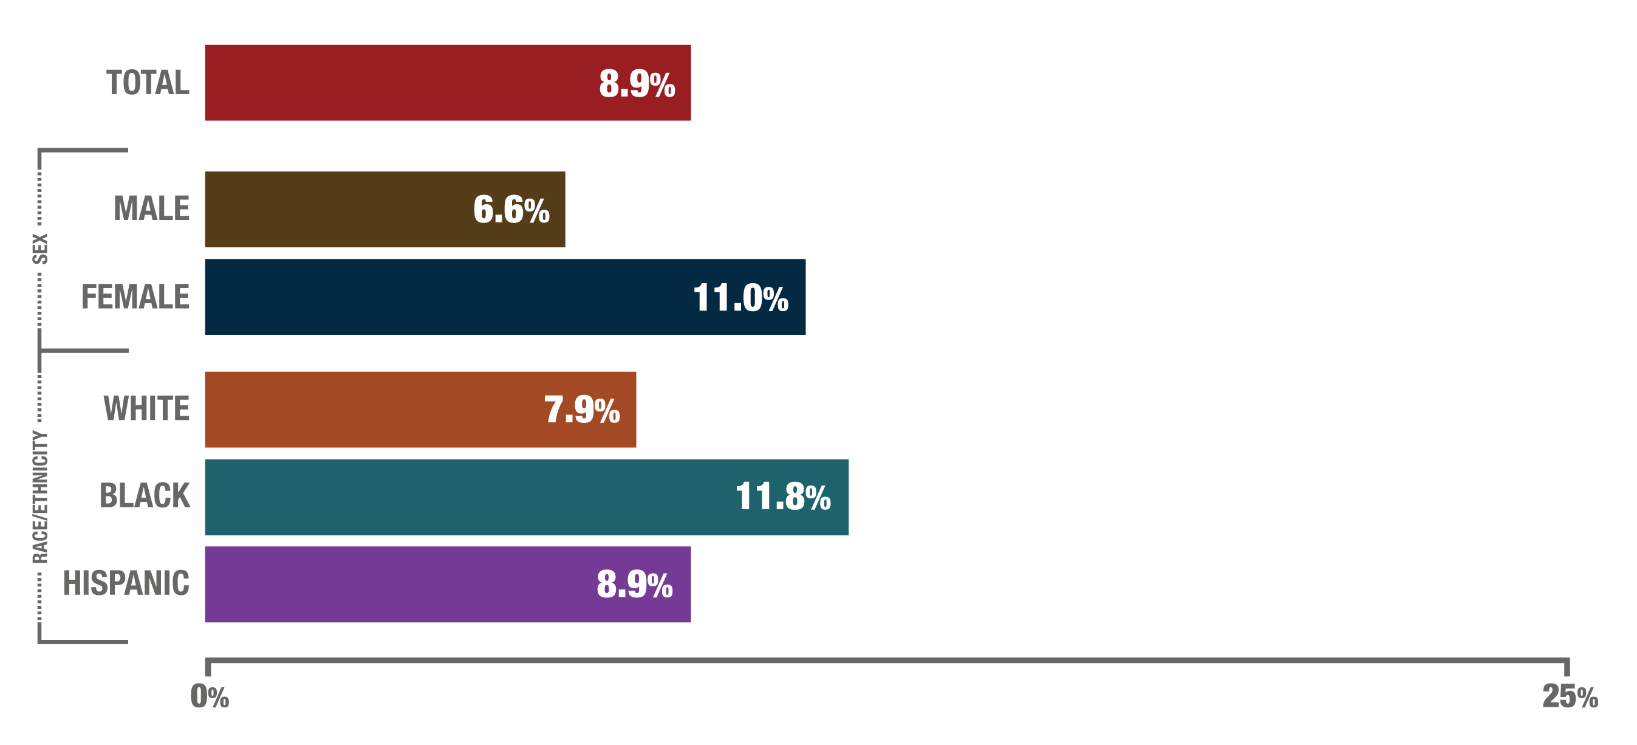 TOTAL 8.9%
SEX
MALE 6.6%
FEMALE 11.0%
RACE/ETHNICITY
WHITE 7.9%
BLACK 11.8%
HISPANIC 8.9%
0% 25%